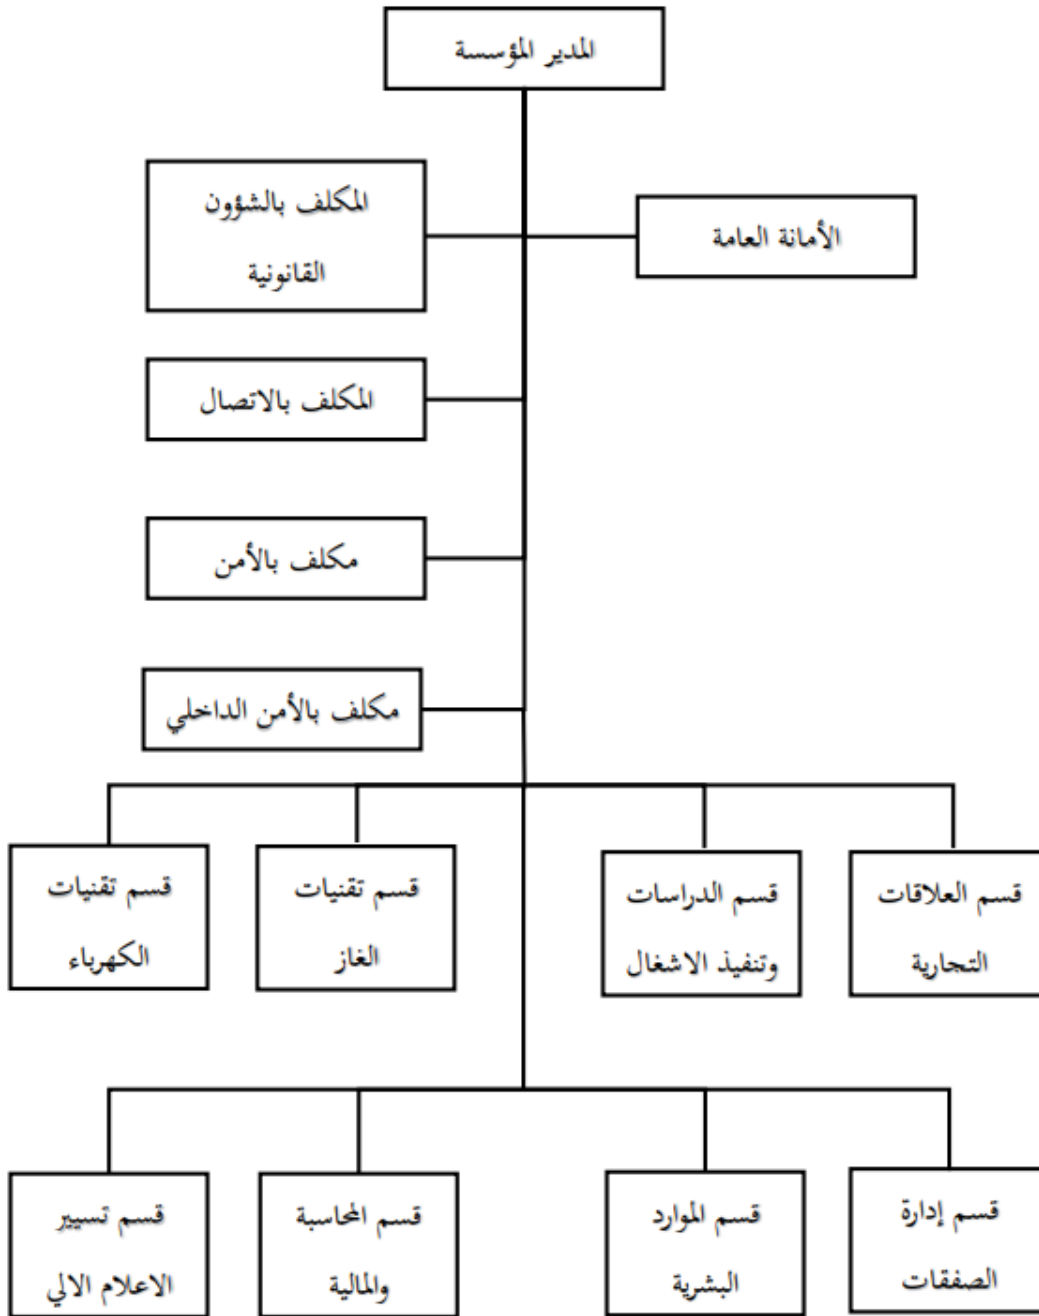 المدير المؤسسة
الأمانة العامة
المكلف بالشؤون
القانونية
المكلف بالاتصال
مكلف بالأمن
مكلف بالأمن الداخلي
قسم العلاقات
التجارية
قسم الدراسات
وتنفيذ الاشغال
قسم تقنيات
الغاز
قسم تقنيات
الكهرباء
قسم إدارة
الصفقات
قسم الموارد
البشرية
قسم المحاسبة
والمالية
قسم تسيير
الاعلام الالي